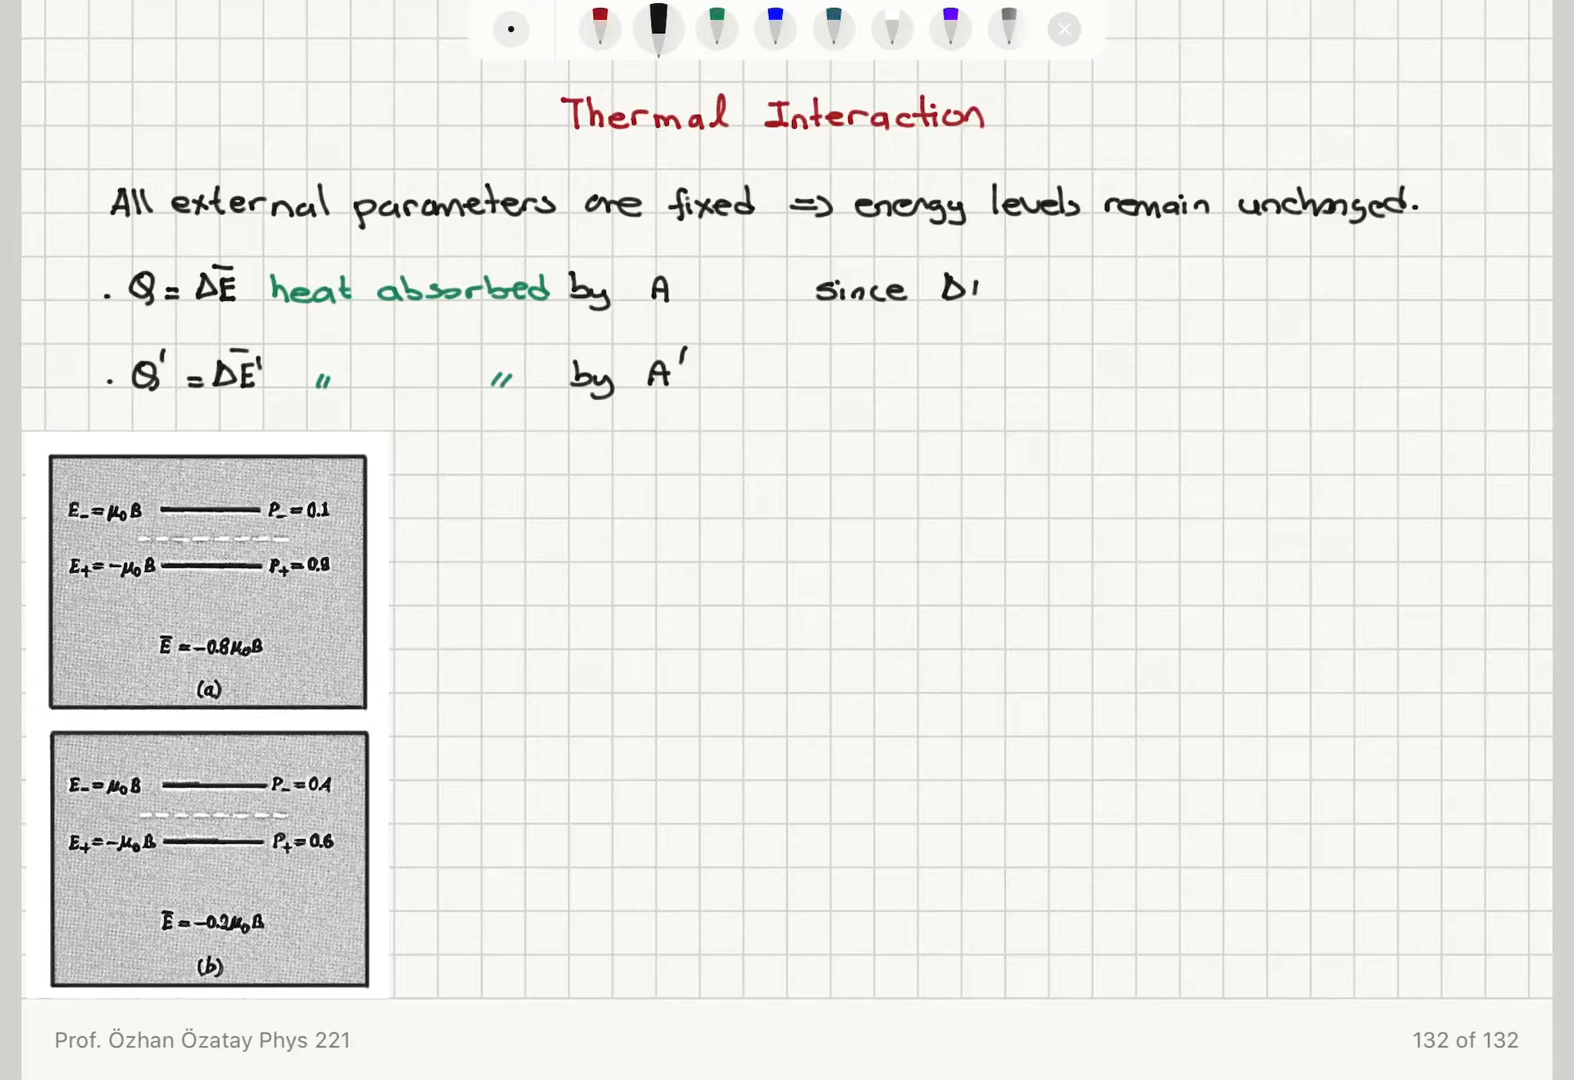 Thermal Interaction
All external parameters are fixed ⇒ energy levels remain unchanged.
. Q = ΔE̅ heat absorbed by A since Δ
. Q' = ΔE̅' " " by A'
E₋ = μ₀B P₋ = 0.1
E₊ = -μ₀B P₊ = 0.9
E̅ = -0.8μ₀B
(a)
E₋ = μ₀B P₋ = 0.4
E₊ = -μ₀B P₊ = 0.6
E̅ = -0.2μ₀B
(b)
Prof. Özhan Özatay Phys 221
132 of 132